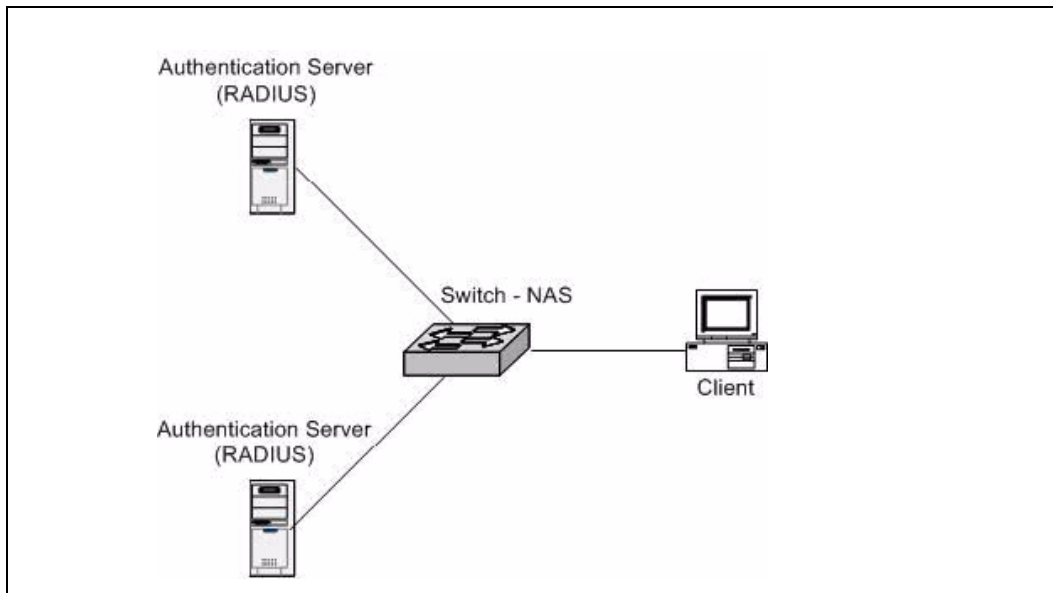 Authentication Server
(RADIUS)
Switch - NAS
Client
Authentication Server
(RADIUS)